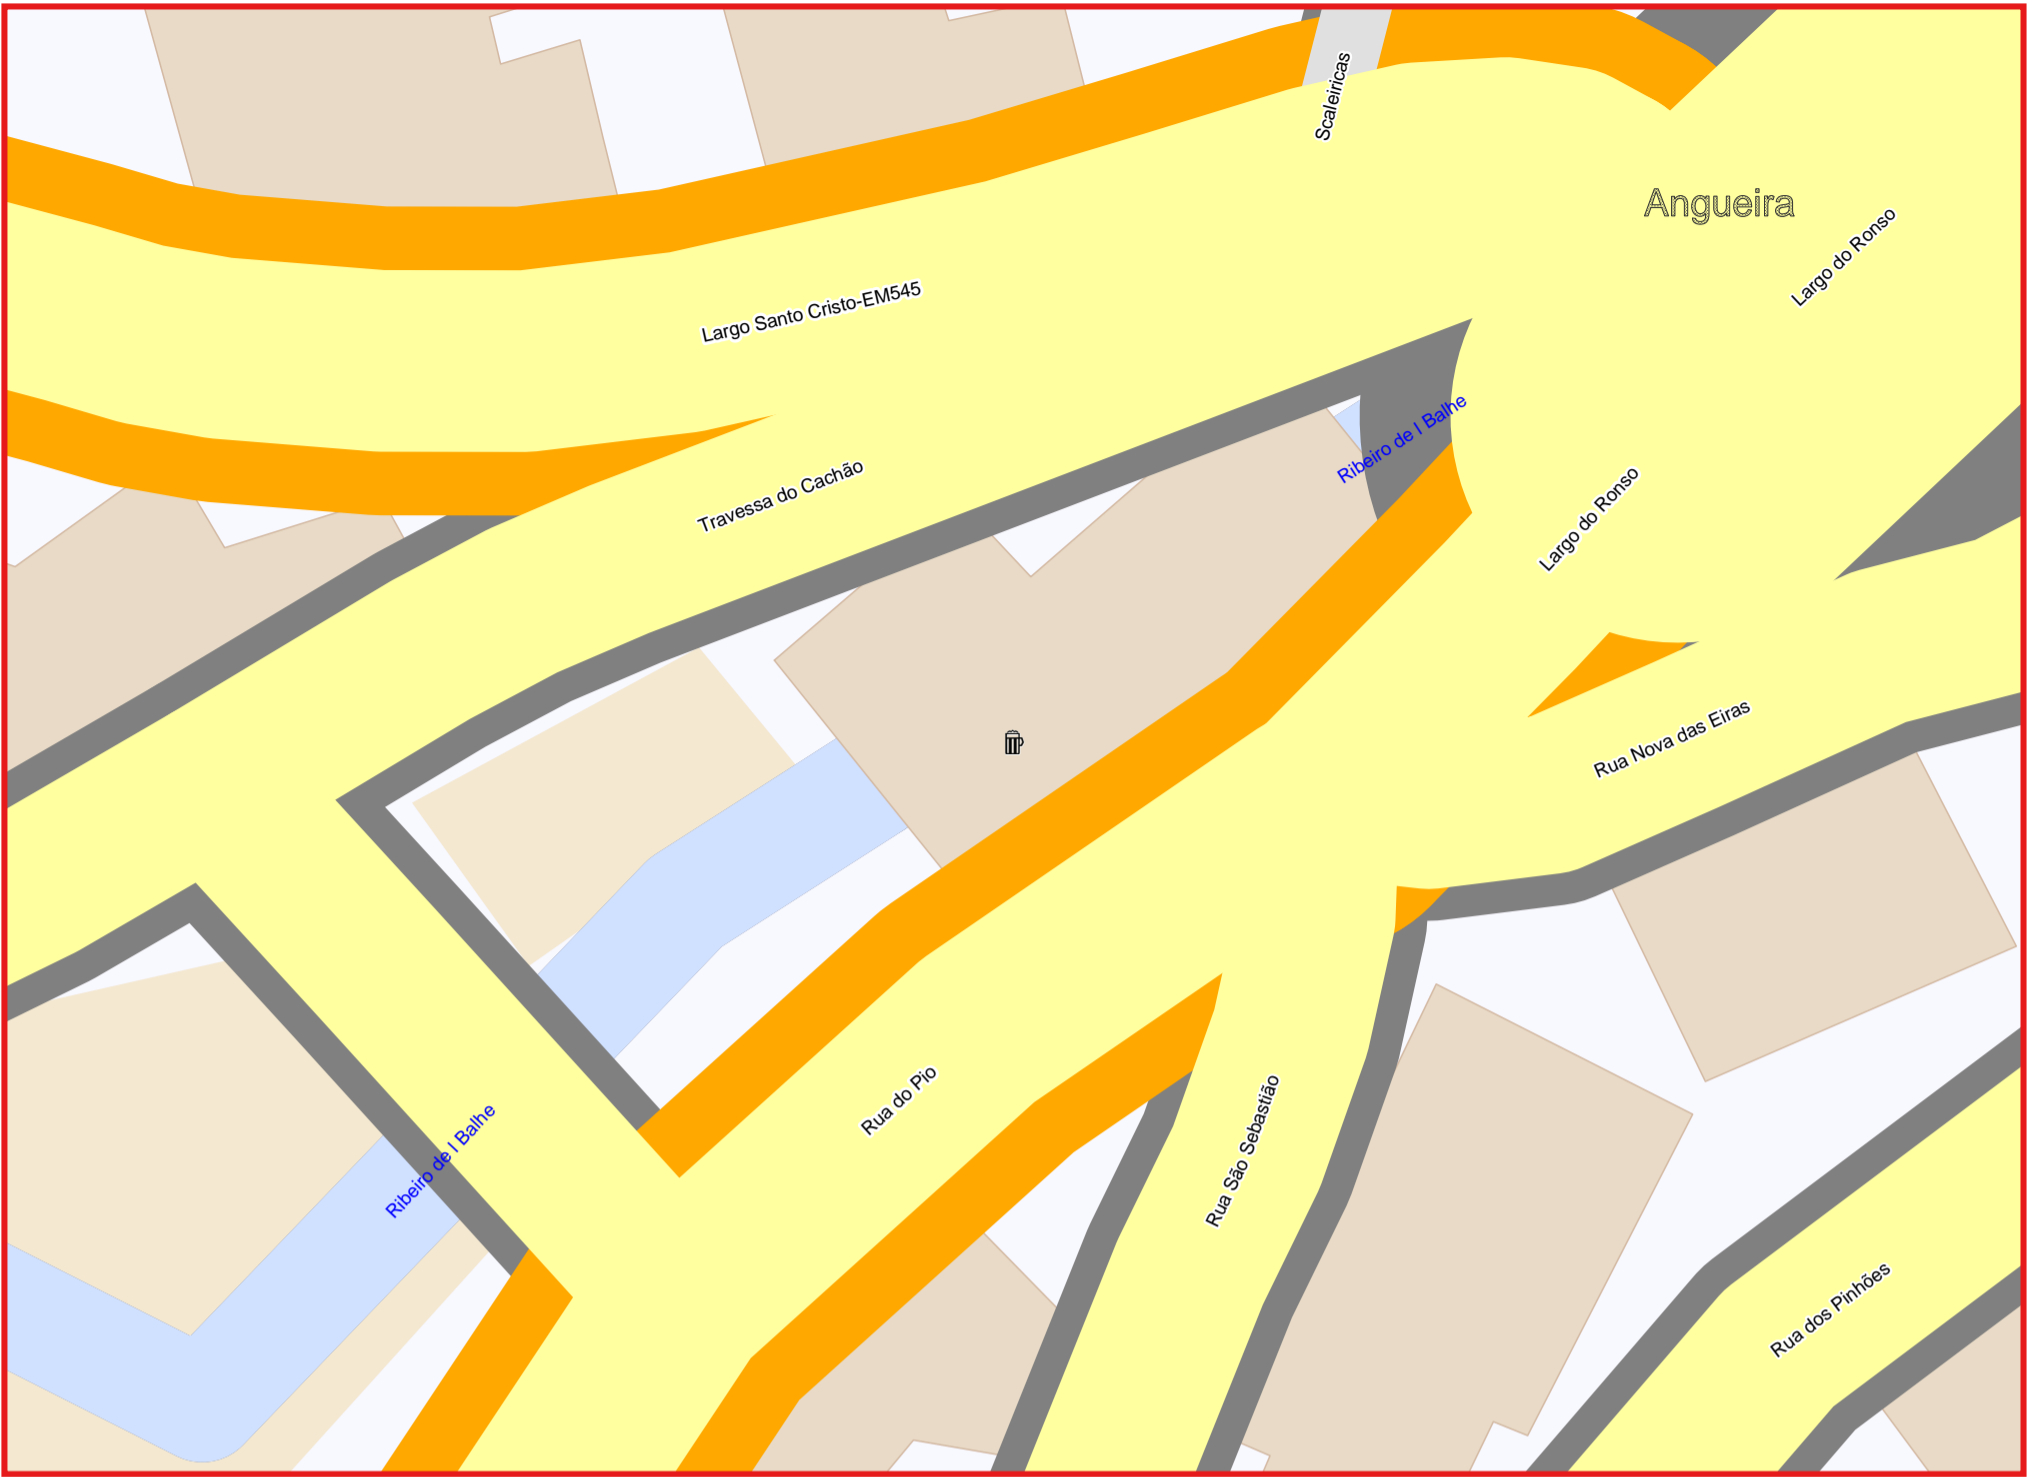 Scaleiricas
Angueira
Largo do Ronso
Largo Santo Cristo-EM545
Ribeiro de l Balhe
Travessa do Cachão
Largo do Ronso
Rua Nova das Eiras
Rua do Pio
Rua São Sebastião
Ribeiro de l Balhe
Rua dos Pinhões